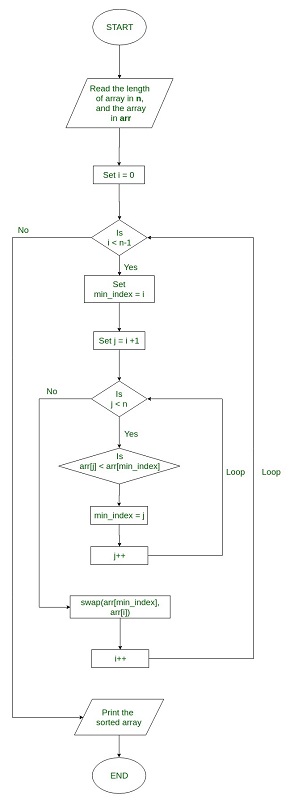 START
Read the length
of array in n,
and the array
in arr
Set i = 0
Is
i < n-1
No
Yes
Set
min_index = i
Set j = i +1
Is
j < n
No
Yes
Is
arr[j] < arr[min_index]
Loop
Loop
min_index = j
j++
swap(arr[min_index],
arr[i])
i++
Print the
sorted array
END